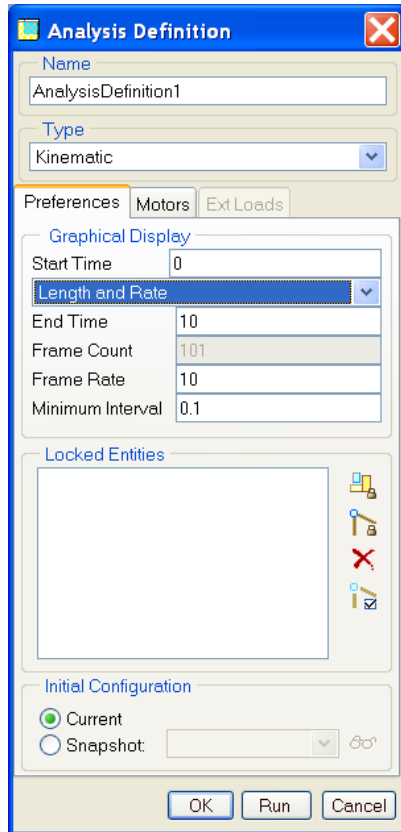 Analysis Definition
Name
AnalysisDefinition1
Type
Kinematic
Preferences Motors Ext Loads
Graphical Display
Start Time 0
Length and Rate
End Time 10
Frame Count 101
Frame Rate 10
Minimum Interval 0.1
Locked Entities
Initial Configuration
Current
Snapshot:
OK Run Cancel